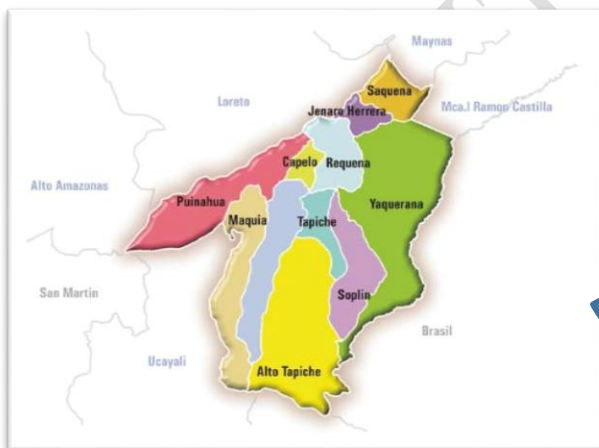 Maynas
Saquena
Loreto
Jenaro Herrera
Mca.l Ramon Castilla
Capelo
Requena
Alto Amazonas
Puinahua
Yaquerana
Maquia
Tapiche
San Martin
Soplin
Brasil
Ucayali
Alto Tapiche